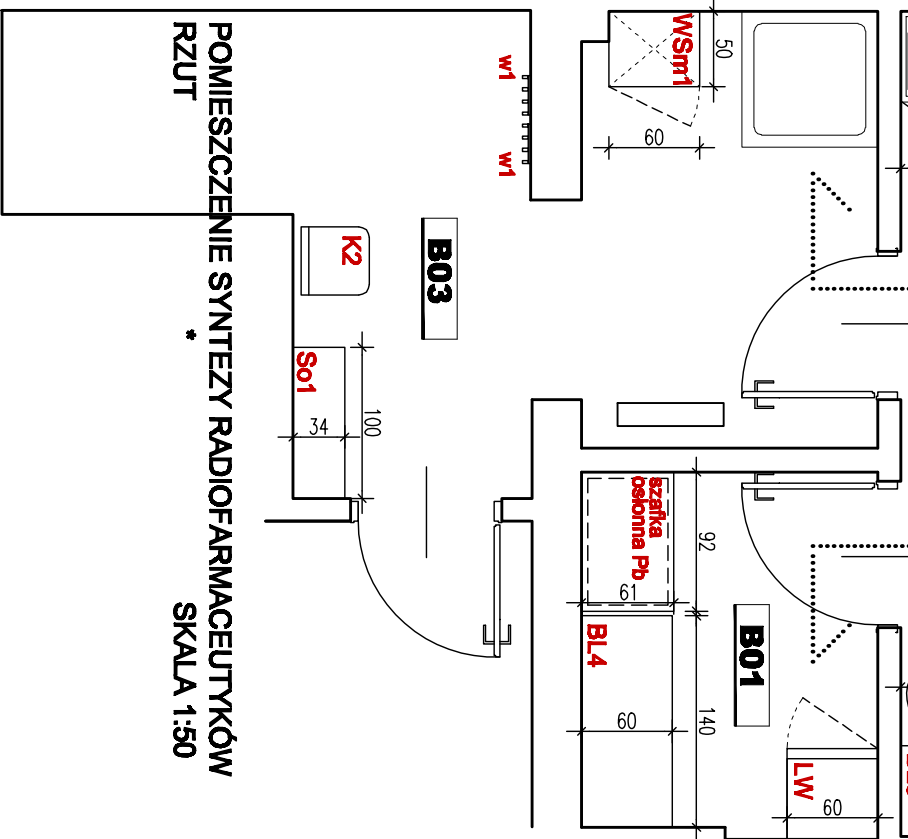 POMIESZCZENIE SYNTEZY RADIOFARMACEUTYKÓW
RZUT
*
SKALA 1:50
WSm1
50
60
w1
w1
B03
K2
So1
100
34
szafka
osłonna Pb
92
61
BL4
B01
60
140
LW
60